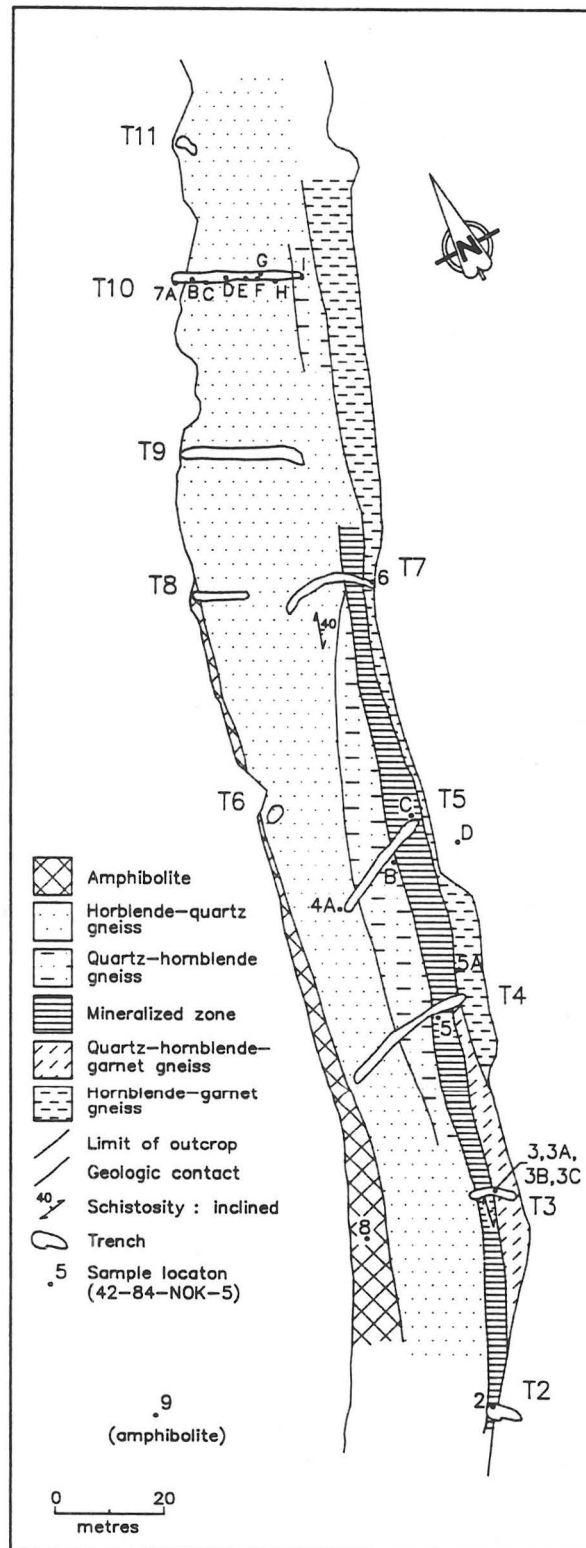 T11
N
G
I
T10
7A B C D E F H
T9
T8
6 T7
40
T6
C T5
D
B
4A
5A
T4
5
3,3A,
3B,3C
T3
8
2 T2
Amphibolite
Horblende-quartz
gneiss
Quartz-hornblende
gneiss
Mineralized zone
Quartz-hornblende-
garnet gneiss
Hornblende-garnet
gneiss
Limit of outcrop
Geologic contact
40
Schistosity : inclined
Trench
5 Sample locaton
(42-84-NOK-5)
9
(amphibolite)
0 20
metres